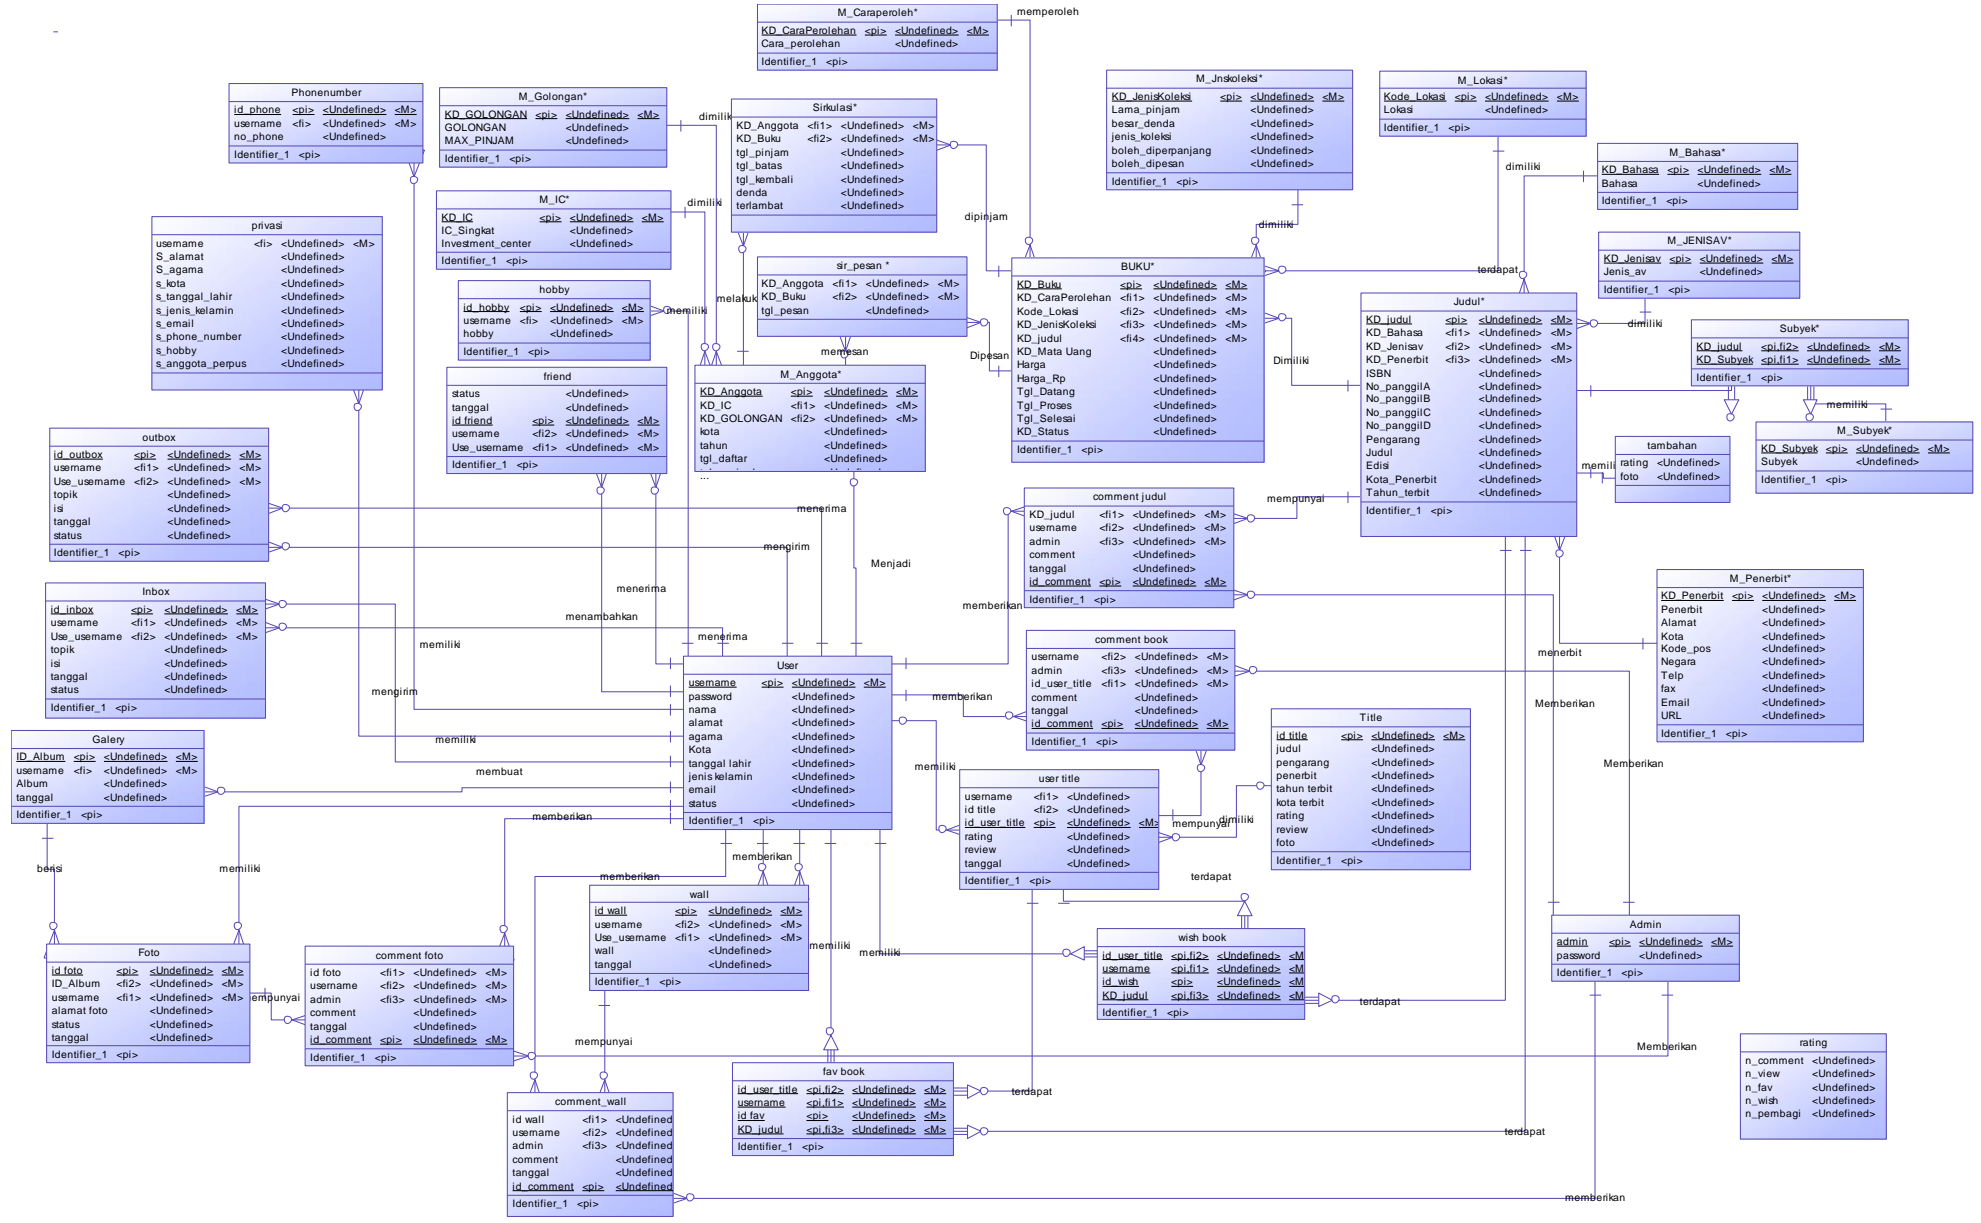 M_Caraperoleh*
KD_CaraPerolehan <pi> <Undefined> <M>
Cara_perolehan <Undefined>
Identifier_1 <pi>
memperoleh
Phonenumber
id_phone <pi> <Undefined> <M>
username <fi> <Undefined> <M>
no_phone <Undefined>
Identifier_1 <pi>
M_Golongan*
KD_GOLONGAN <pi> <Undefined> <M>
GOLONGAN <Undefined>
MAX_PINJAM <Undefined>
Identifier_1 <pi>
dimilik
Sirkulasi*
KD_Anggota <fi1> <Undefined> <M>
KD_Buku <fi2> <Undefined> <M>
tgl_pinjam <Undefined>
tgl_batas <Undefined>
tgl_kembali <Undefined>
denda <Undefined>
terlambat <Undefined>
dipinjam
M_Jnskoleksi*
KD_JenisKoleksi <pi> <Undefined> <M>
Lama_pinjam <Undefined>
besar_denda <Undefined>
jenis_koleksi <Undefined>
boleh_diperpanjang <Undefined>
boleh_dipesan <Undefined>
Identifier_1 <pi>
dimiliki
M_Lokasi*
Kode_Lokasi <pi> <Undefined> <M>
Lokasi <Undefined>
Identifier_1 <pi>
dimiliki
M_Bahasa*
KD_Bahasa <pi> <Undefined> <M>
Bahasa <Undefined>
Identifier_1 <pi>
terdapat
M_JENISAV*
KD_Jenisav <pi> <Undefined> <M>
Jenis_av <Undefined>
Identifier_1 <pi>
dimiliki
privasi
username <fi> <Undefined> <M>
S_alamat <Undefined>
S_agama <Undefined>
s_kota <Undefined>
s_tanggal_lahir <Undefined>
s_jenis_kelamin <Undefined>
s_email <Undefined>
s_phone_number <Undefined>
s_hobby <Undefined>
s_anggota_perpus <Undefined>
M_IC*
KD_IC <pi> <Undefined> <M>
IC_Singkat <Undefined>
Investment_center <Undefined>
Identifier_1 <pi>
dimiliki
hobby
id_hobby <pi> <Undefined> <M>
username <fi> <Undefined> <M>
hobby <Undefined>
Identifier_1 <pi>
memiliki
melakuk
sir_pesan *
KD_Anggota <fi1> <Undefined> <M>
KD_Buku <fi2> <Undefined> <M>
tgl_pesan <Undefined>
memesan
Dipesan
BUKU*
KD_Buku <pi> <Undefined> <M>
KD_CaraPerolehan <fi1> <Undefined> <M>
Kode_Lokasi <fi2> <Undefined> <M>
KD_JenisKoleksi <fi3> <Undefined> <M>
KD_judul <fi4> <Undefined> <M>
KD_Mata Uang <Undefined>
Harga <Undefined>
Harga_Rp <Undefined>
Tgl_Datang <Undefined>
Tgl_Proses <Undefined>
Tgl_Selesai <Undefined>
KD_Status <Undefined>
Identifier_1 <pi>
Dimiliki
Judul*
KD_judul <pi> <Undefined> <M>
KD_Bahasa <fi1> <Undefined> <M>
KD_Jenisav <fi2> <Undefined> <M>
KD_Penerbit <fi3> <Undefined> <M>
ISBN <Undefined>
No_panggilA <Undefined>
No_panggilB <Undefined>
No_panggilC <Undefined>
No_panggilD <Undefined>
Pengarang <Undefined>
Judul <Undefined>
Edisi <Undefined>
Kota_Penerbit <Undefined>
Tahun_terbit <Undefined>
Identifier_1 <pi>
Subyek*
KD_judul <pi,fi2> <Undefined> <M>
KD_Subyek <pi,fi1> <Undefined> <M>
Identifier_1 <pi>
memiliki
M_Subyek*
KD_Subyek <pi> <Undefined> <M>
Subyek <Undefined>
Identifier_1 <pi>
memili
tambahan
rating <Undefined>
foto <Undefined>
friend
status <Undefined>
tanggal <Undefined>
id friend <pi> <Undefined> <M>
username <fi2> <Undefined> <M>
Use_username <fi1> <Undefined> <M>
Identifier_1 <pi>
M_Anggota*
KD_Anggota <pi> <Undefined> <M>
KD_IC <fi1> <Undefined> <M>
KD_GOLONGAN <fi2> <Undefined> <M>
kota <Undefined>
tahun <Undefined>
tgl_daftar <Undefined>
...
outbox
id_outbox <pi> <Undefined> <M>
username <fi1> <Undefined> <M>
Use_username <fi2> <Undefined> <M>
topik <Undefined>
isi <Undefined>
tanggal <Undefined>
status <Undefined>
Identifier_1 <pi>
menerima
mengirim
Menjadi
menerima
menambahkan
menerima
memiliki
mengirim
memiliki
membuat
memberikan
comment judul
KD_judul <fi1> <Undefined> <M>
username <fi2> <Undefined> <M>
admin <fi3> <Undefined> <M>
comment <Undefined>
tanggal <Undefined>
id_comment <pi> <Undefined> <M>
Identifier_1 <pi>
mempunyai
memberikan
Inbox
id_inbox <pi> <Undefined> <M>
username <fi1> <Undefined> <M>
Use_username <fi2> <Undefined> <M>
topik <Undefined>
isi <Undefined>
tanggal <Undefined>
status <Undefined>
Identifier_1 <pi>
User
username <pi> <Undefined> <M>
password <Undefined>
nama <Undefined>
alamat <Undefined>
agama <Undefined>
Kota <Undefined>
tanggal lahir <Undefined>
jenis kelamin <Undefined>
email <Undefined>
status <Undefined>
Identifier_1 <pi>
comment book
username <fi2> <Undefined> <M>
admin <fi3> <Undefined> <M>
id_user_title <fi1> <Undefined> <M>
comment <Undefined>
tanggal <Undefined>
id_comment <pi> <Undefined> <M>
Identifier_1 <pi>
memberikan
menerbit
M_Penerbit*
KD_Penerbit <pi> <Undefined> <M>
Penerbit <Undefined>
Alamat <Undefined>
Kota <Undefined>
Kode_pos <Undefined>
Negara <Undefined>
Telp <Undefined>
fax <Undefined>
Email <Undefined>
URL <Undefined>
Identifier_1 <pi>
Memberikan
Memberikan
Galery
ID_Album <pi> <Undefined> <M>
username <fi> <Undefined> <M>
Album <Undefined>
tanggal <Undefined>
Identifier_1 <pi>
berisi
memiliki
memiliki
user title
username <fi1> <Undefined>
id title <fi2> <Undefined>
id_user_title <pi> <Undefined> <M>
rating <Undefined>
review <Undefined>
tanggal <Undefined>
Identifier_1 <pi>
mempunyai
dimiliki
Title
id title <pi> <Undefined> <M>
judul <Undefined>
pengarang <Undefined>
penerbit <Undefined>
tahun terbit <Undefined>
kota terbit <Undefined>
rating <Undefined>
review <Undefined>
foto <Undefined>
Identifier_1 <pi>
terdapat
memberikan
memberikan
wall
id wall <pi> <Undefined> <M>
username <fi2> <Undefined> <M>
Use_username <fi1> <Undefined> <M>
wall <Undefined>
tanggal <Undefined>
Identifier_1 <pi>
memiliki
memiliki
Foto
id foto <pi> <Undefined> <M>
ID_Album <fi2> <Undefined> <M>
username <fi1> <Undefined> <M>
alamat foto <Undefined>
status <Undefined>
tanggal <Undefined>
Identifier_1 <pi>
empunyai
comment foto
id foto <fi1> <Undefined> <M>
username <fi2> <Undefined> <M>
admin <fi3> <Undefined> <M>
comment <Undefined>
tanggal <Undefined>
id_comment <pi> <Undefined> <M>
Identifier_1 <pi>
mempunyai
wish book
id_user_title <pi,fi2> <Undefined> <M
username <pi,fi1> <Undefined> <M
id_wish <pi> <Undefined> <M
KD_judul <pi,fi3> <Undefined> <M
Identifier_1 <pi>
terdapat
Admin
admin <pi> <Undefined> <M>
password <Undefined>
Identifier_1 <pi>
Memberikan
rating
n_comment <Undefined>
n_view <Undefined>
n_fav <Undefined>
n_wish <Undefined>
n_pembagi <Undefined>
fav book
id_user_title <pi,fi2> <Undefined> <M>
username <pi,fi1> <Undefined> <M>
id fav <pi> <Undefined> <M>
KD_judul <pi,fi3> <Undefined> <M>
Identifier_1 <pi>
terdapat
terdapat
comment_wall
id wall <fi1> <Undefined
username <fi2> <Undefined
admin <fi3> <Undefined
comment <Undefined
tanggal <Undefined
id_comment <pi> <Undefined
Identifier_1 <pi>
memberikan